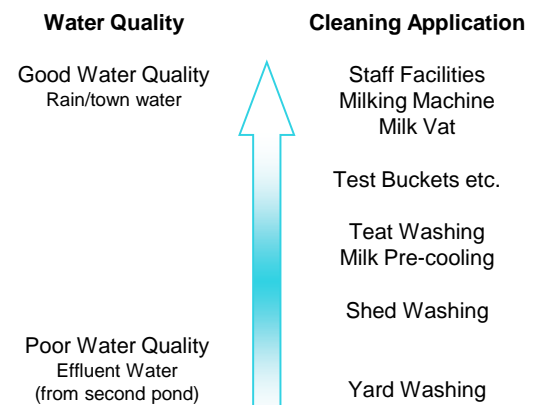 Water Quality
Good Water Quality
Rain/town water
Poor Water Quality
Effluent Water
(from second pond)
Cleaning Application
Staff Facilities
Milking Machine
Milk Vat
Test Buckets etc.
Teat Washing
Milk Pre-cooling
Shed Washing
Yard Washing